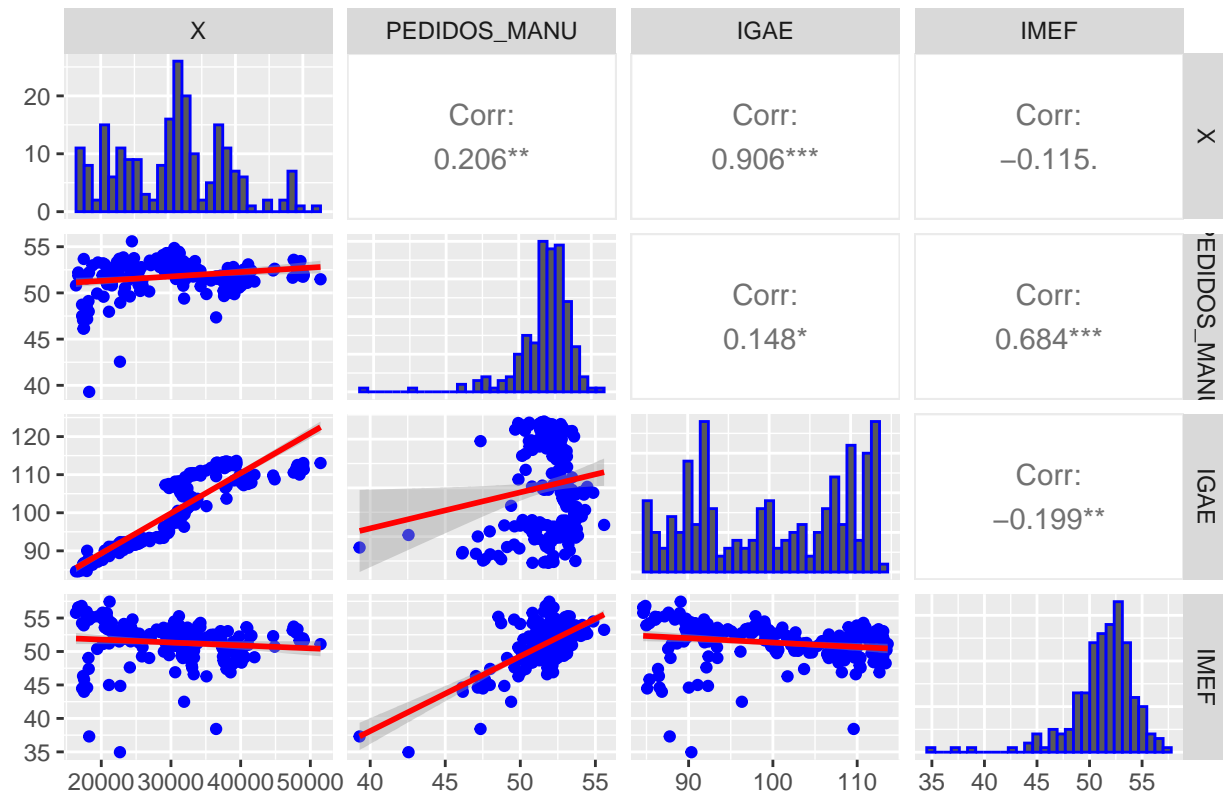 X PEDIDOS_MANU IGAE IMEF
20
10
0
Corr:
0.206**
Corr:
0.906***
Corr:
−0.115.
X
55
50
45
40
Corr:
0.148*
Corr:
0.684***
PEDIDOS_MANU
120
110
100
90
Corr:
−0.199**
IGAE
55
50
45
40
35
IMEF
20000 30000 40000 50000 40 45 50 55 90 100 110 35 40 45 50 55